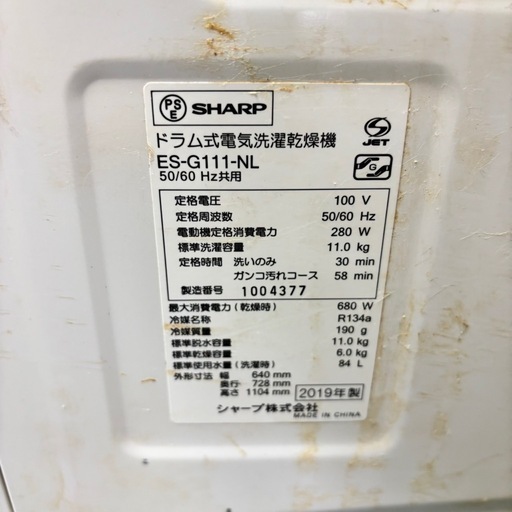 PS E SHARP
ドラム式電気洗濯乾燥機
ES-G111-NL
50/60 Hz共用
JET
G
定格電圧 100 V
定格周波数 50/60 Hz
電動機定格消費電力 280 W
標準洗濯容量 11.0 kg
定格時間 洗いのみ 30 min
ガンコ汚れコース 58 min
製造番号 1004377
最大消費電力(乾燥時) 680 W
冷媒名称 R134a
冷媒質量 190 g
標準脱水容量 11.0 kg
標準乾燥容量 6.0 kg
標準使用水量(洗濯時) 84 L
外形寸法 幅 640 mm
奥行 728 mm
高さ 1104 mm
2019年製
シャープ株式会社
MADE IN CHINA